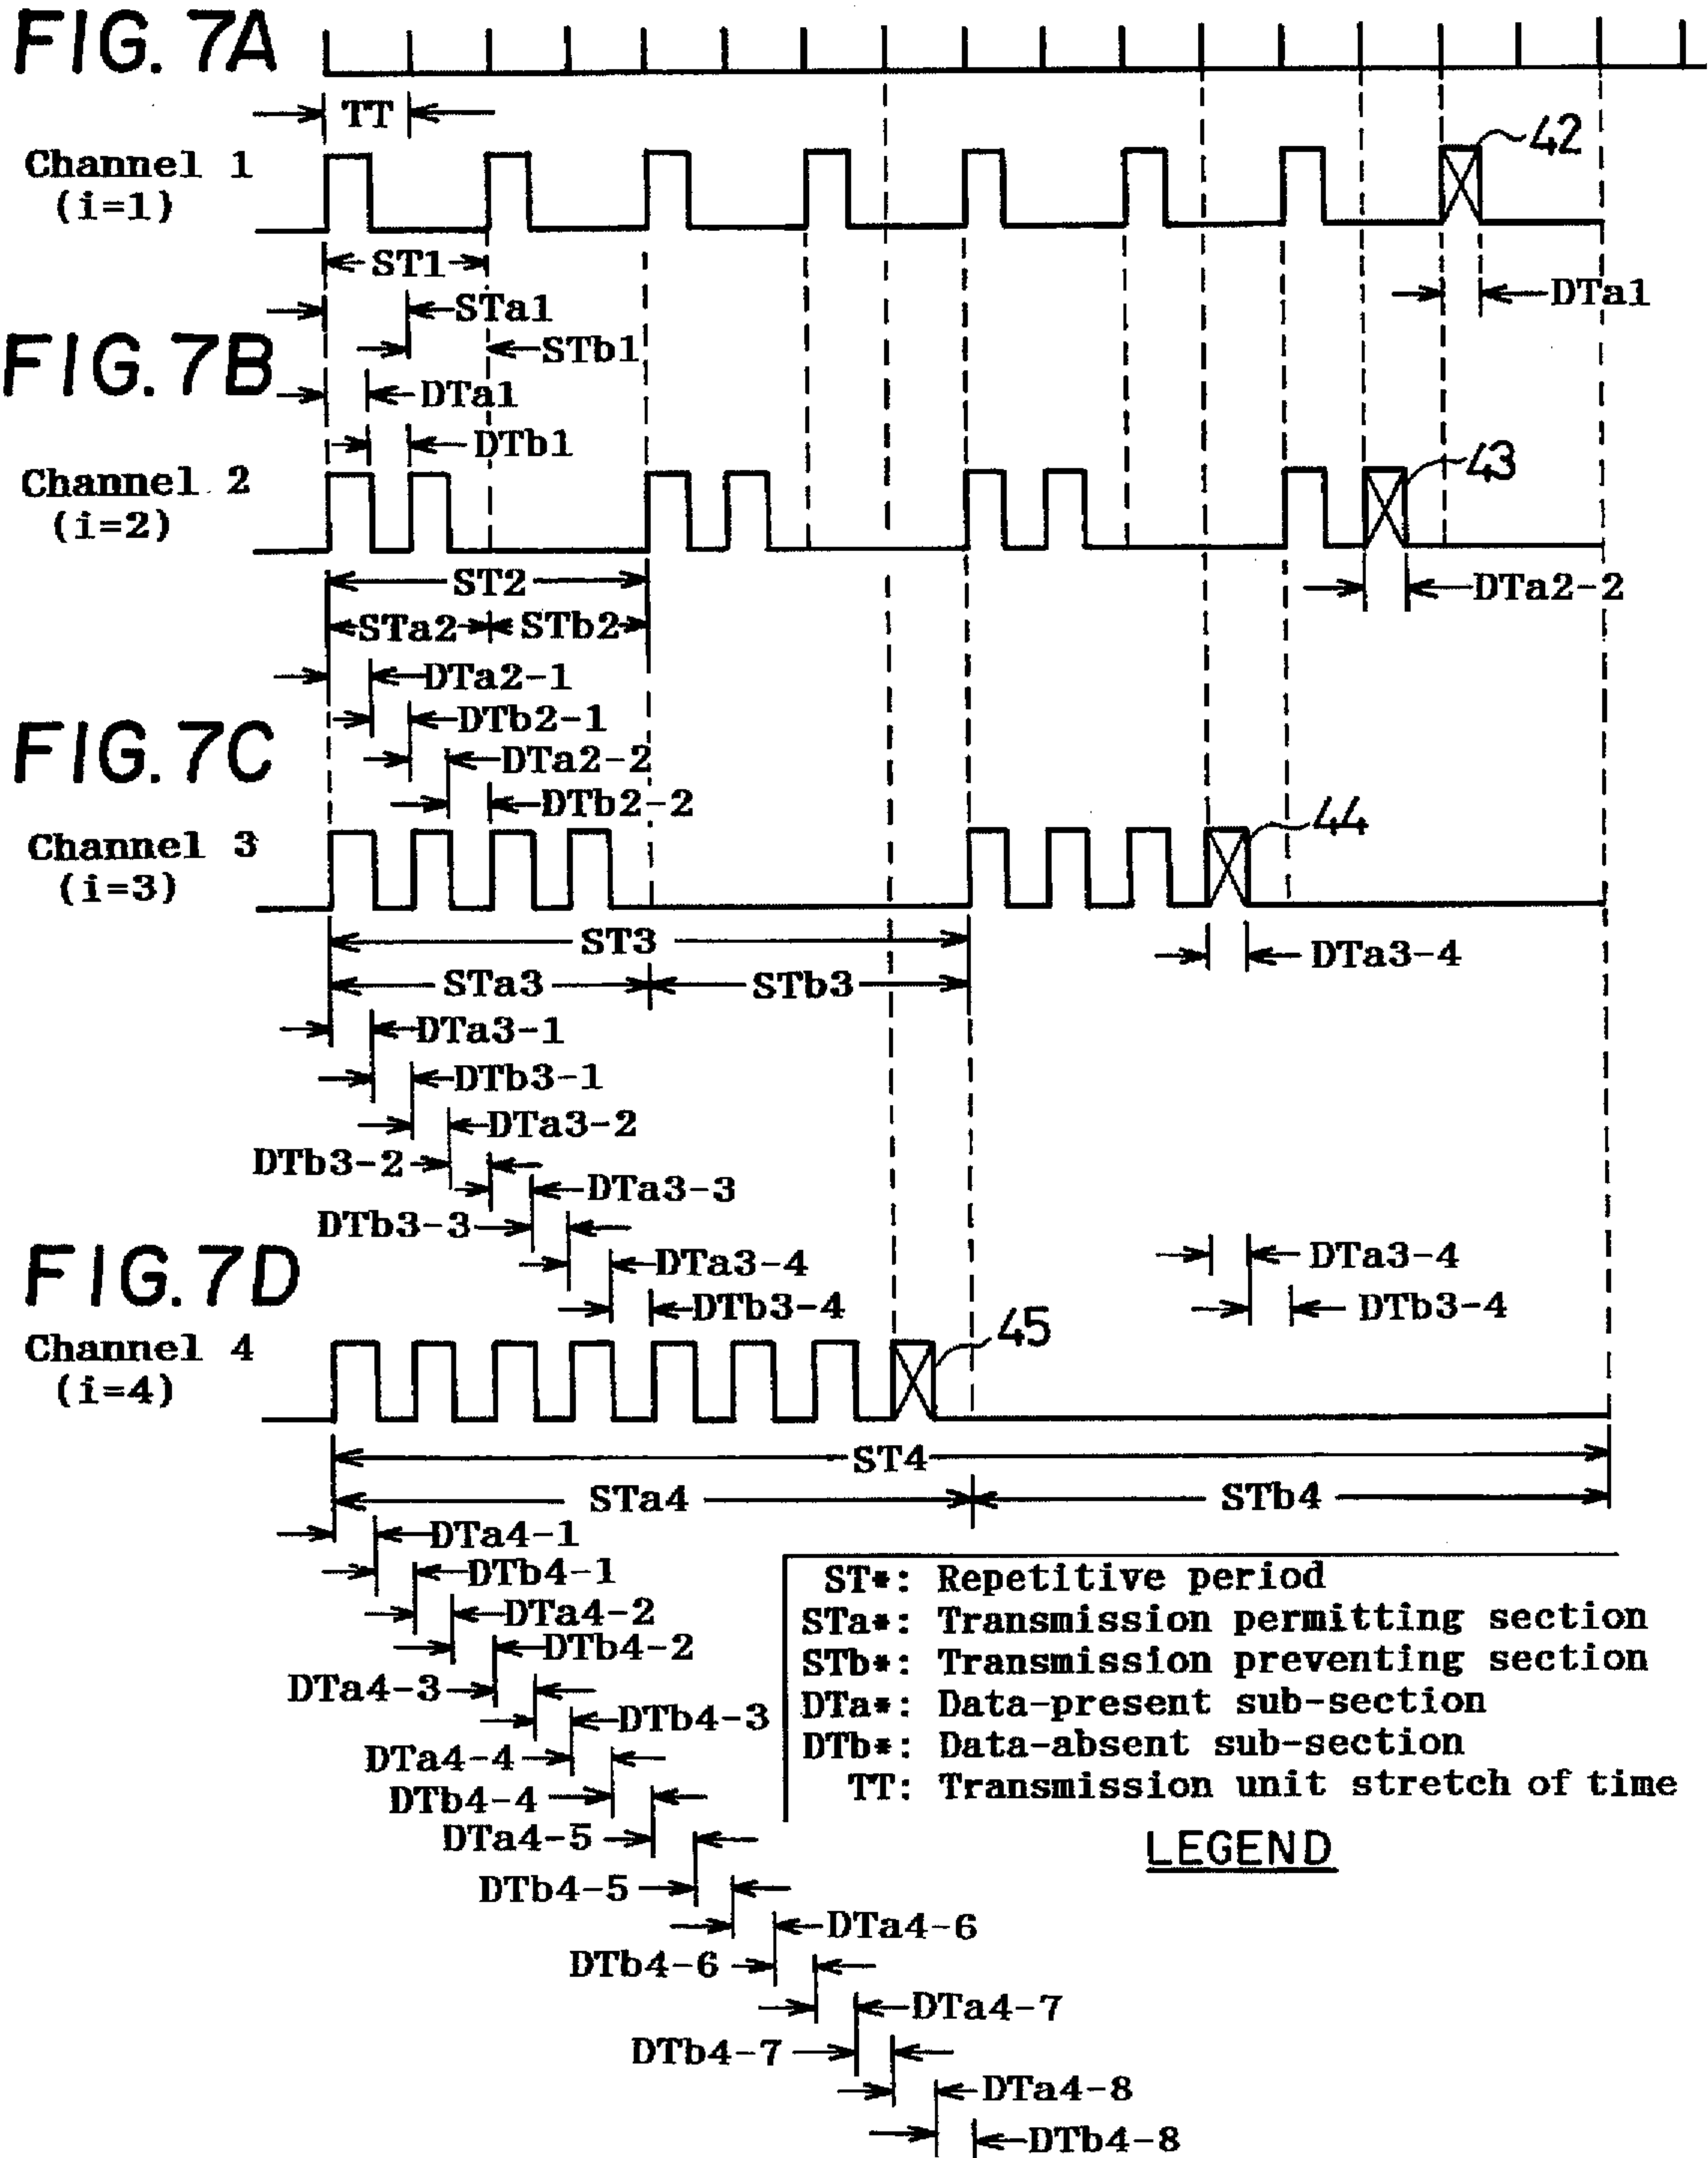 FIG. 7A
TT
42
Channel 1
(i=1)
ST1
STa1
DTa1
STb1
FIG. 7B
DTa1
DTb1
Channel 2
(i=2)
43
ST2
DTa2-2
STa2
STb2
DTa2-1
DTb2-1
FIG. 7C
DTa2-2
DTb2-2
44
Channel 3
(i=3)
ST3
DTa3-4
STa3
STb3
DTa3-1
DTb3-1
DTa3-2
DTb3-2
DTa3-3
DTb3-3
FIG. 7D
DTa3-4
DTa3-4
DTb3-4
DTb3-4
45
Channel 4
(i=4)
ST4
STa4
STb4
DTa4-1
DTb4-1
DTa4-2
DTb4-2
DTa4-3
DTb4-3
DTa4-4
DTb4-4
DTa4-5
DTb4-5
DTa4-6
DTb4-6
DTa4-7
DTb4-7
DTa4-8
DTb4-8
ST*: Repetitive period
STa*: Transmission permitting section
STb*: Transmission preventing section
DTa*: Data-present sub-section
DTb*: Data-absent sub-section
TT: Transmission unit stretch of time
LEGEND